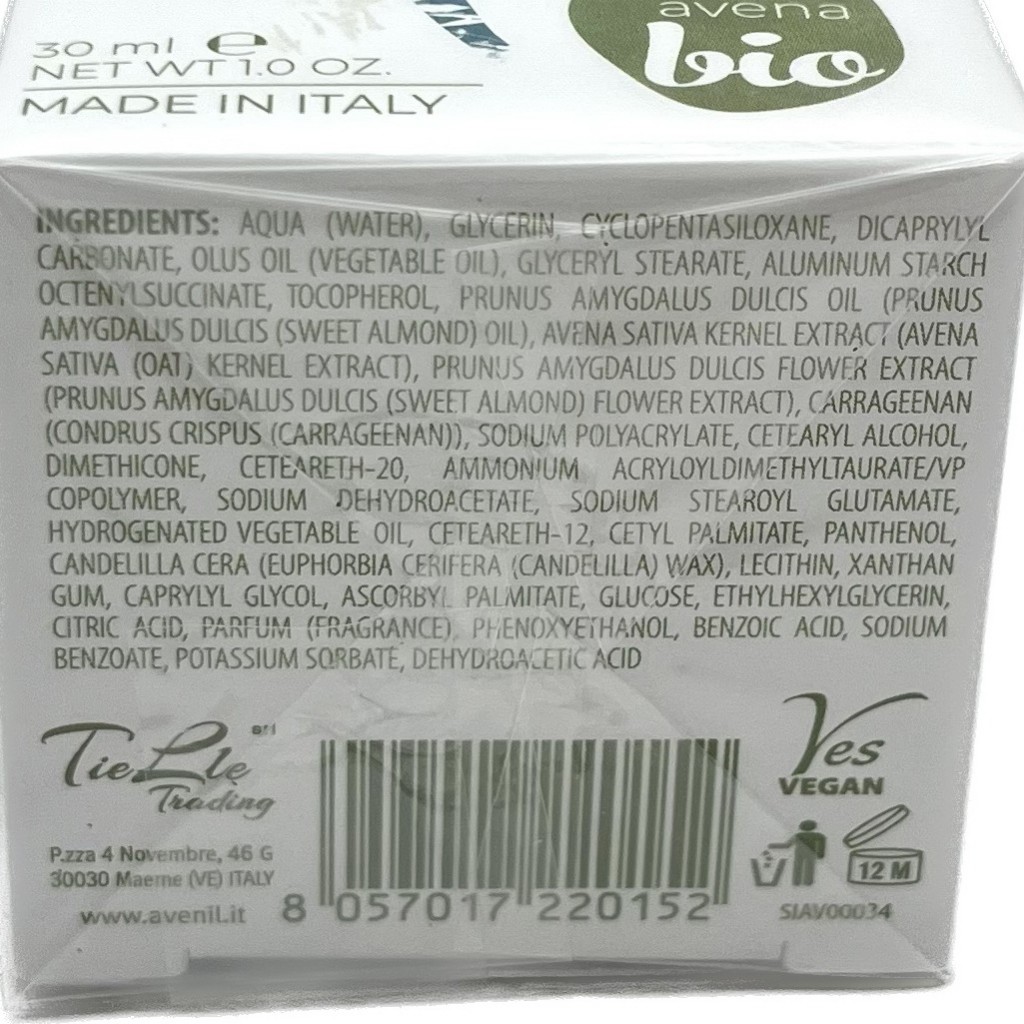 30 ml e
NET WT 1.0 OZ.
MADE IN ITALY
avena
bio
INGREDIENTS: AQUA (WATER), GLYCERIN, CYCLOPENTASILOXANE, DICAPRYLYL
CARBONATE, OLUS OIL (VEGETABLE OIL), GLYCERYL STEARATE, ALUMINUM STARCH
OCTENYLSUCCINATE, TOCOPHEROL, PRUNUS AMYGDALUS DULCIS OIL (PRUNUS
AMYGDALUS DULCIS (SWEET ALMOND) OIL), AVENA SATIVA KERNEL EXTRACT (AVENA
SATIVA (OAT) KERNEL EXTRACT), PRUNUS AMYGDALUS DULCIS FLOWER EXTRACT
(PRUNUS AMYGDALUS DULCIS (SWEET ALMOND) FLOWER EXTRACT), CARRAGEENAN
(CONDRUS CRISPUS (CARRAGEENAN)), SODIUM POLYACRYLATE, CETEARYL ALCOHOL,
DIMETHICONE, CETEARETH-20, AMMONIUM ACRYLOYLDIMETHYLTAURATE/VP
COPOLYMER, SODIUM DEHYDROACETATE, SODIUM STEAROYL GLUTAMATE,
HYDROGENATED VEGETABLE OIL, CETEARETH-12, CETYL PALMITATE, PANTHENOL,
CANDELILLA CERA (EUPHORBIA CERIFERA (CANDELILLA) WAX), LECITHIN, XANTHAN
GUM, CAPRYLYL GLYCOL, ASCORBYL PALMITATE, GLUCOSE, ETHYLHEXYLGLYCERIN,
CITRIC ACID, PARFUM (FRAGRANCE), PHENOXYETHANOL, BENZOIC ACID, SODIUM
BENZOATE, POTASSIUM SORBATE, DEHYDROACETIC ACID
TieLle srl
Trading
P.zza 4 Novembre, 46 G
30030 Maerne (VE) ITALY
www.avenil.it
8 057017 220152
Yes
VEGAN
12 M
SIAV00034